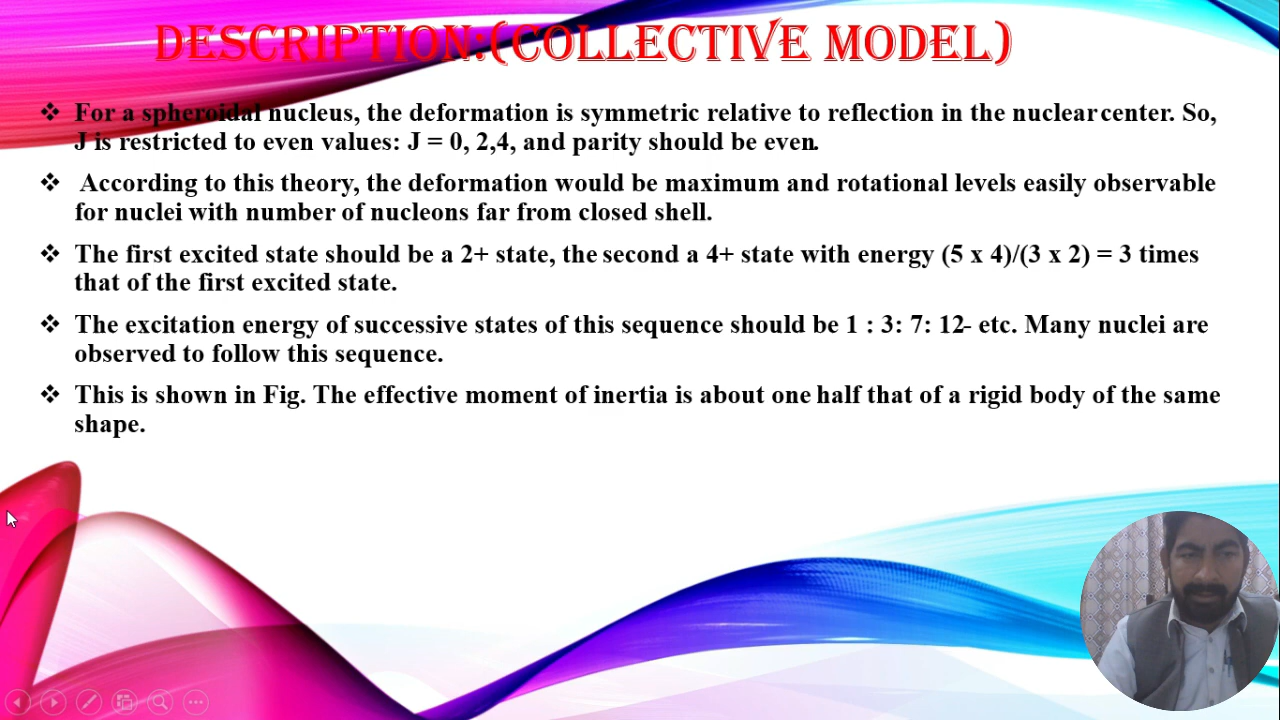 DESCRIPTION:(COLLECTIVE MODEL)
❖ For a spheroidal nucleus, the deformation is symmetric relative to reflection in the nuclear center. So,
J is restricted to even values: J = 0, 2,4, and parity should be even.
❖ According to this theory, the deformation would be maximum and rotational levels easily observable
for nuclei with number of nucleons far from closed shell.
❖ The first excited state should be a 2+ state, the second a 4+ state with energy (5 x 4)/(3 x 2) = 3 times
that of the first excited state.
❖ The excitation energy of successive states of this sequence should be 1 : 3: 7: 12- etc. Many nuclei are
observed to follow this sequence.
❖ This is shown in Fig. The effective moment of inertia is about one half that of a rigid body of the same
shape.